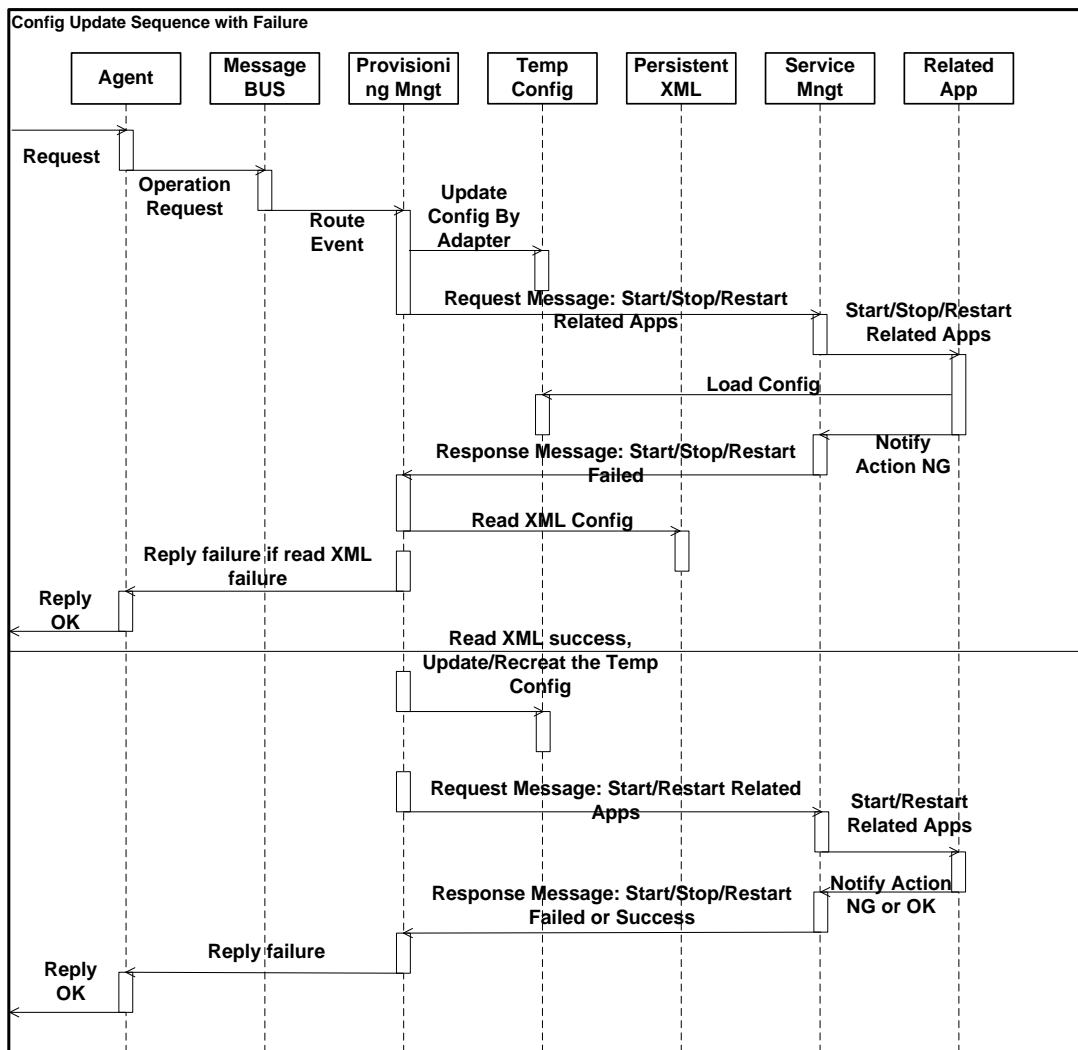 Config Update Sequence with Failure
Agent
Message
BUS
Provisioni
ng Mngt
Temp
Config
Persistent
XML
Service
Mngt
Related
App
Request
Operation
Request
Route
Event
Update
Config By
Adapter
Request Message: Start/Stop/Restart
Related Apps
Start/Stop/Restart
Related Apps
Load Config
Notify
Action NG
Response Message: Start/Stop/Restart
Failed
Read XML Config
Reply failure if read XML
failure
Reply
OK
Read XML success,
Update/Recreat the Temp
Config
Request Message: Start/Restart Related
Apps
Start/Restart
Related Apps
Notify Action
NG or OK
Response Message: Start/Stop/Restart
Failed or Success
Reply failure
Reply
OK